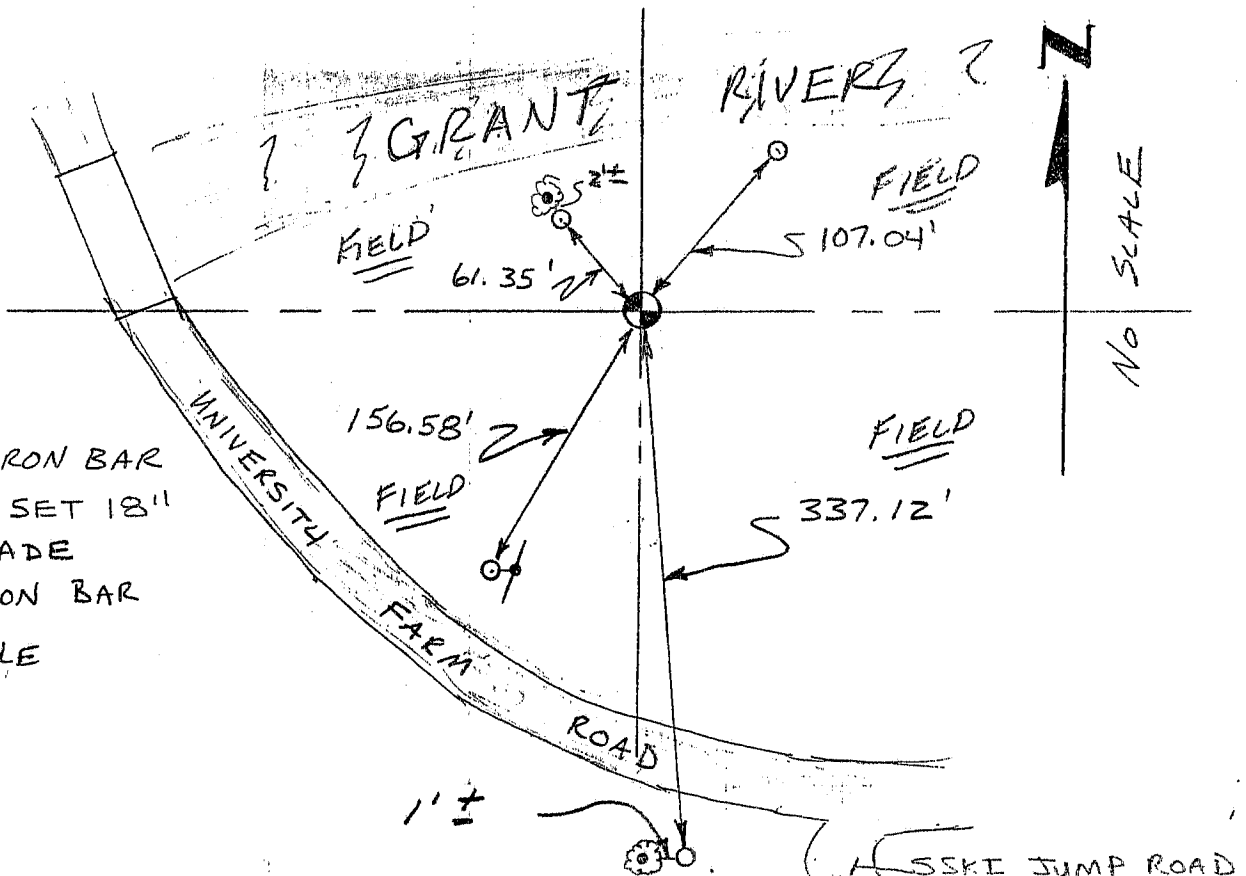 GRANT RIVER
N
NO SCALE
FIELD
2'±
FIELD
61.35'
107.04'
156.58'
FIELD
FIELD
337.12'
RON BAR
SET 18"
ADE
ON BAR
LE
UNIVERSITY
FARM
ROAD
1'±
SKI JUMP ROAD